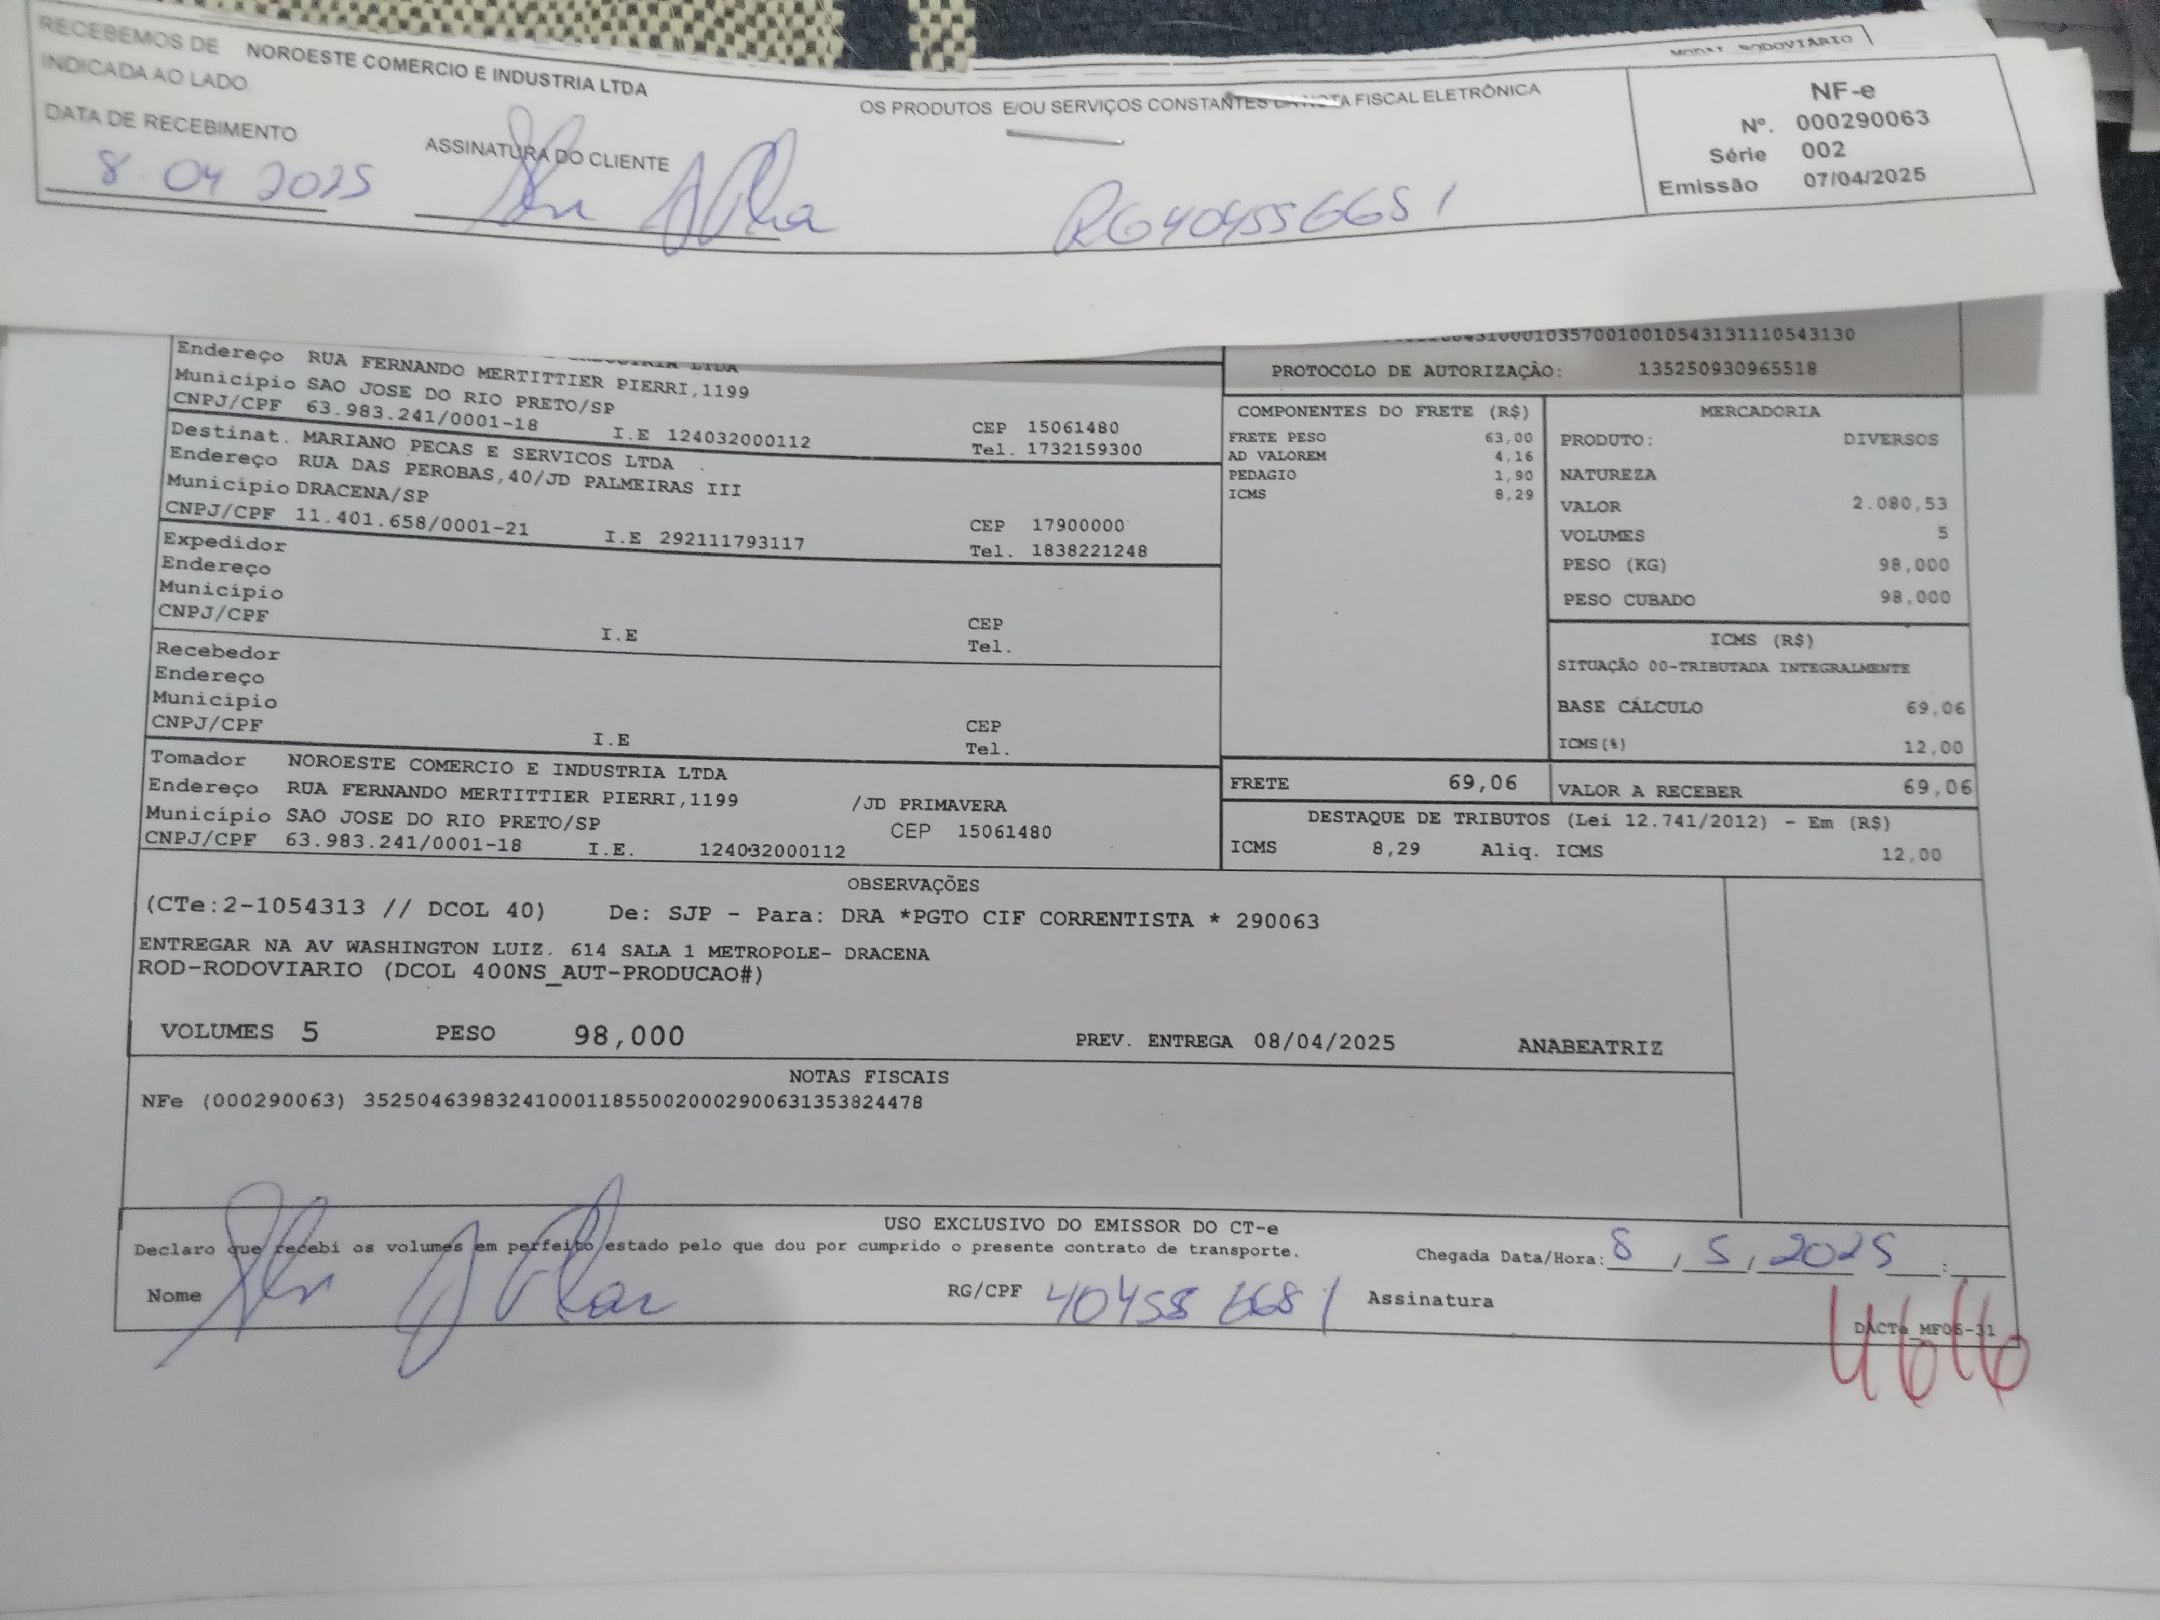 RECEBEMOS DE NOROESTE COMERCIO E INDUSTRIA LTDA OS PRODUTOS E/OU SERVIÇOS CONSTANTES DA NOTA FISCAL ELETRÔNICA
INDICADA AO LADO
DATA DE RECEBIMENTO ASSINATURA DO CLIENTE
8 04 2025 RG404556681
NF-e
Nº. 000290063
Série 002
Emissão 07/04/2025
MODAL RODOVIÁRIO
LTDA
Endereço RUA FERNANDO MERTITTIER PIERRI,1199
Município SAO JOSE DO RIO PRETO/SP CEP 15061480
CNPJ/CPF 63.983.241/0001-18 I.E 124032000112 Tel. 1732159300
Destinat. MARIANO PECAS E SERVICOS LTDA
Endereço RUA DAS PEROBAS,40/JD PALMEIRAS III
Município DRACENA/SP CEP 17900000
CNPJ/CPF 11.401.658/0001-21 I.E 292111793117 Tel. 1838221248
Expedidor
Endereço
Município CEP
CNPJ/CPF I.E Tel.
Recebedor
Endereço
Município CEP
CNPJ/CPF I.E Tel.
Tomador NOROESTE COMERCIO E INDUSTRIA LTDA
Endereço RUA FERNANDO MERTITTIER PIERRI,1199 /JD PRIMAVERA
Município SAO JOSE DO RIO PRETO/SP CEP 15061480
CNPJ/CPF 63.983.241/0001-18 I.E. 124032000112
PROTOCOLO DE AUTORIZAÇÃO: 135250930965518
COMPONENTES DO FRETE (R$)
FRETE PESO 63,00
AD VALOREM 4,16
PEDAGIO 1,90
ICMS 8,29
MERCADORIA
PRODUTO: DIVERSOS
NATUREZA
VALOR 2.080,53
VOLUMES 5
PESO (KG) 98,000
PESO CUBADO 98,000
ICMS (R$)
SITUAÇÃO 00-TRIBUTADA INTEGRALMENTE
BASE CÁLCULO 69,06
ICMS(%) 12,00
FRETE 69,06 VALOR A RECEBER 69,06
DESTAQUE DE TRIBUTOS (Lei 12.741/2012) - Em (R$)
ICMS 8,29 Aliq. ICMS 12,00
OBSERVAÇÕES
(CTe:2-1054313 // DCOL 40) De: SJP - Para: DRA *PGTO CIF CORRENTISTA * 290063
ENTREGAR NA AV WASHINGTON LUIZ. 614 SALA 1 METROPOLE- DRACENA
ROD-RODOVIARIO (DCOL 400NS_AUT-PRODUCAO#)
VOLUMES 5 PESO 98,000 PREV. ENTREGA 08/04/2025 ANABEATRIZ
NOTAS FISCAIS
NFe (000290063) 35250463983241000118550020002900631353824478
USO EXCLUSIVO DO EMISSOR DO CT-e
Declaro que recebi os volumes em perfeito estado pelo que dou por cumprido o presente contrato de transporte. Chegada Data/Hora: 8 / 5 / 2025 :
Nome RG/CPF 404556681 Assinatura
DACTe_MF06-31